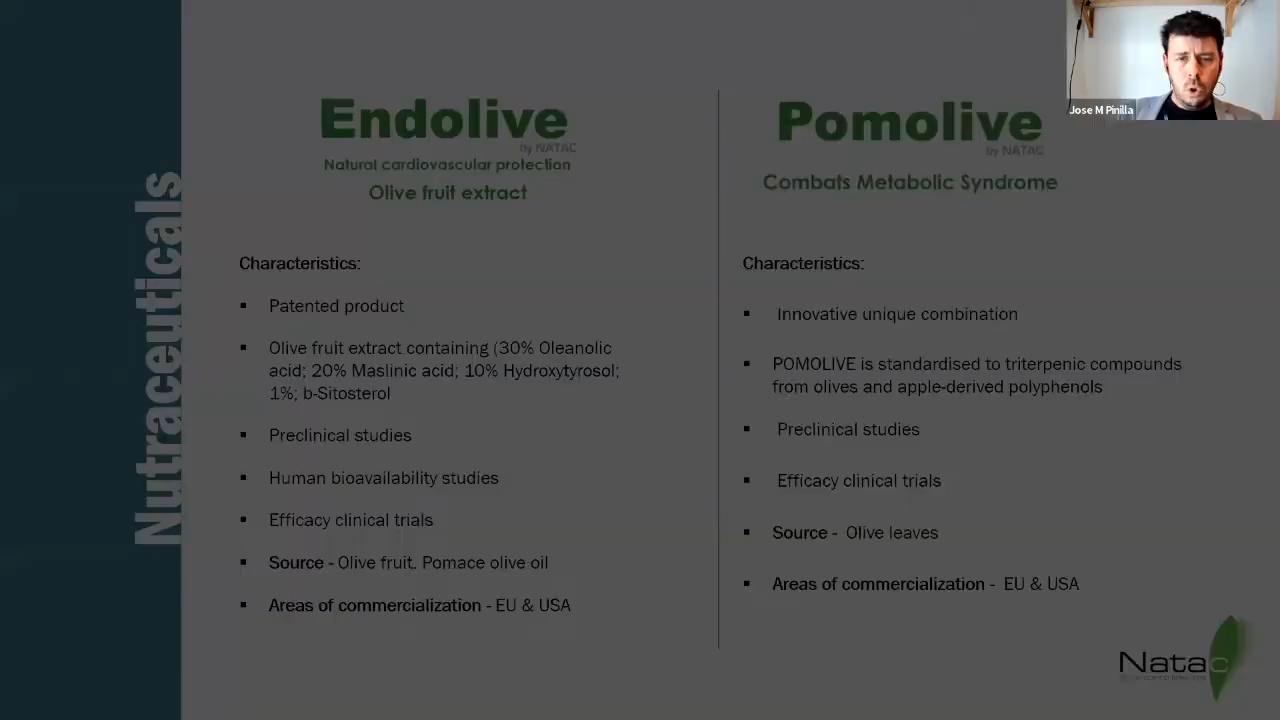 Nutraceuticals
Endolive
by NATAC
Natural cardiovascular protection
Olive fruit extract
Characteristics:
▪ Patented product
▪ Olive fruit extract containing (30% Oleanolic
acid; 20% Maslinic acid; 10% Hydroxytyrosol;
1%; b-Sitosterol
▪ Preclinical studies
▪ Human bioavailability studies
▪ Efficacy clinical trials
▪ Source - Olive fruit. Pomace olive oil
▪ Areas of commercialization - EU & USA
Pomolive
by NATAC
Combats Metabolic Syndrome
Characteristics:
▪ Innovative unique combination
▪ POMOLIVE is standardised to triterpenic compounds
from olives and apple-derived polyphenols
▪ Preclinical studies
▪ Efficacy clinical trials
▪ Source - Olive leaves
▪ Areas of commercialization - EU & USA
Jose M Pinilla
Natac